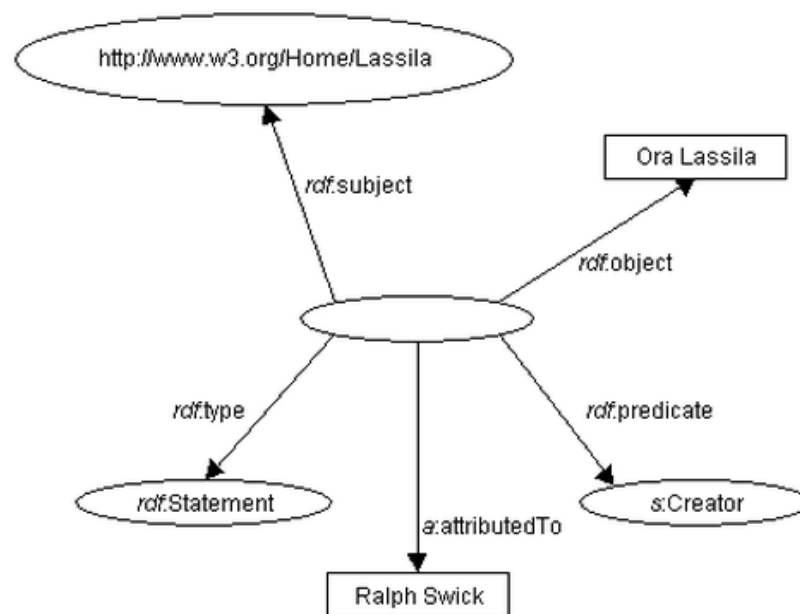 http://www.w3.org/Home/Lassila
Ora Lassila
rdf:subject
rdf:object
rdf:type
rdf:predicate
rdf:Statement
s:Creator
a:attributedTo
Ralph Swick